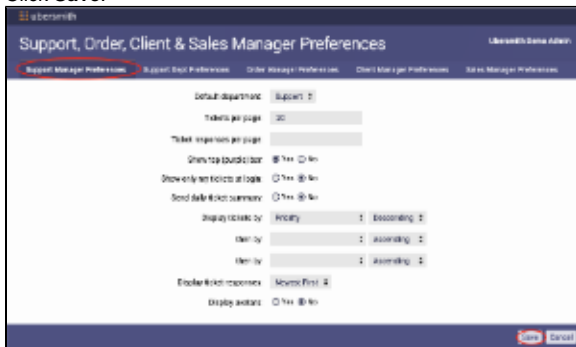 Click Save.
ubersmith
Support, Order, Client & Sales Manager Preferences
Ubersmith Demo Admin
Support Manager Preferences Support Dept Preferences Order Manager Preferences Client Manager Preferences Sales Manager Preferences
Default department Support
Tickets per page 20
Ticket responses per page
Show top (purple) bar Yes No
Show only my tickets at login Yes No
Send daily ticket summary Yes No
Display tickets by Priority Descending
then by Ascending
then by Ascending
Display ticket responses Newest First
Display avatars Yes No
Save Cancel